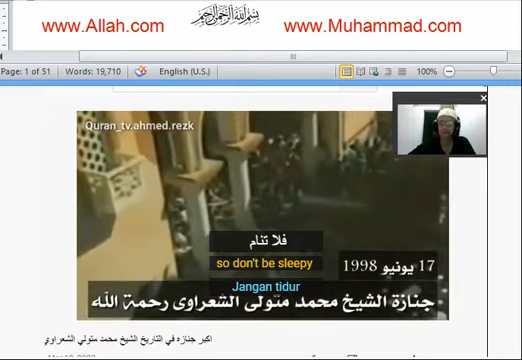 www.Allah.com بسم الله الرحمن الرحيم www.Muhammad.com
Page: 1 of 51 Words: 19,710 English (U.S.) 100%
Quran_tv.ahmed.rezk
فلا تنام
so don't be sleepy
17 يونيو 1998
Jangan tidur
جنازة الشيخ محمد متولى الشعراوى رحمة الله
اكبر جنازه في التاريخ الشيخ محمد متولي الشعراوي